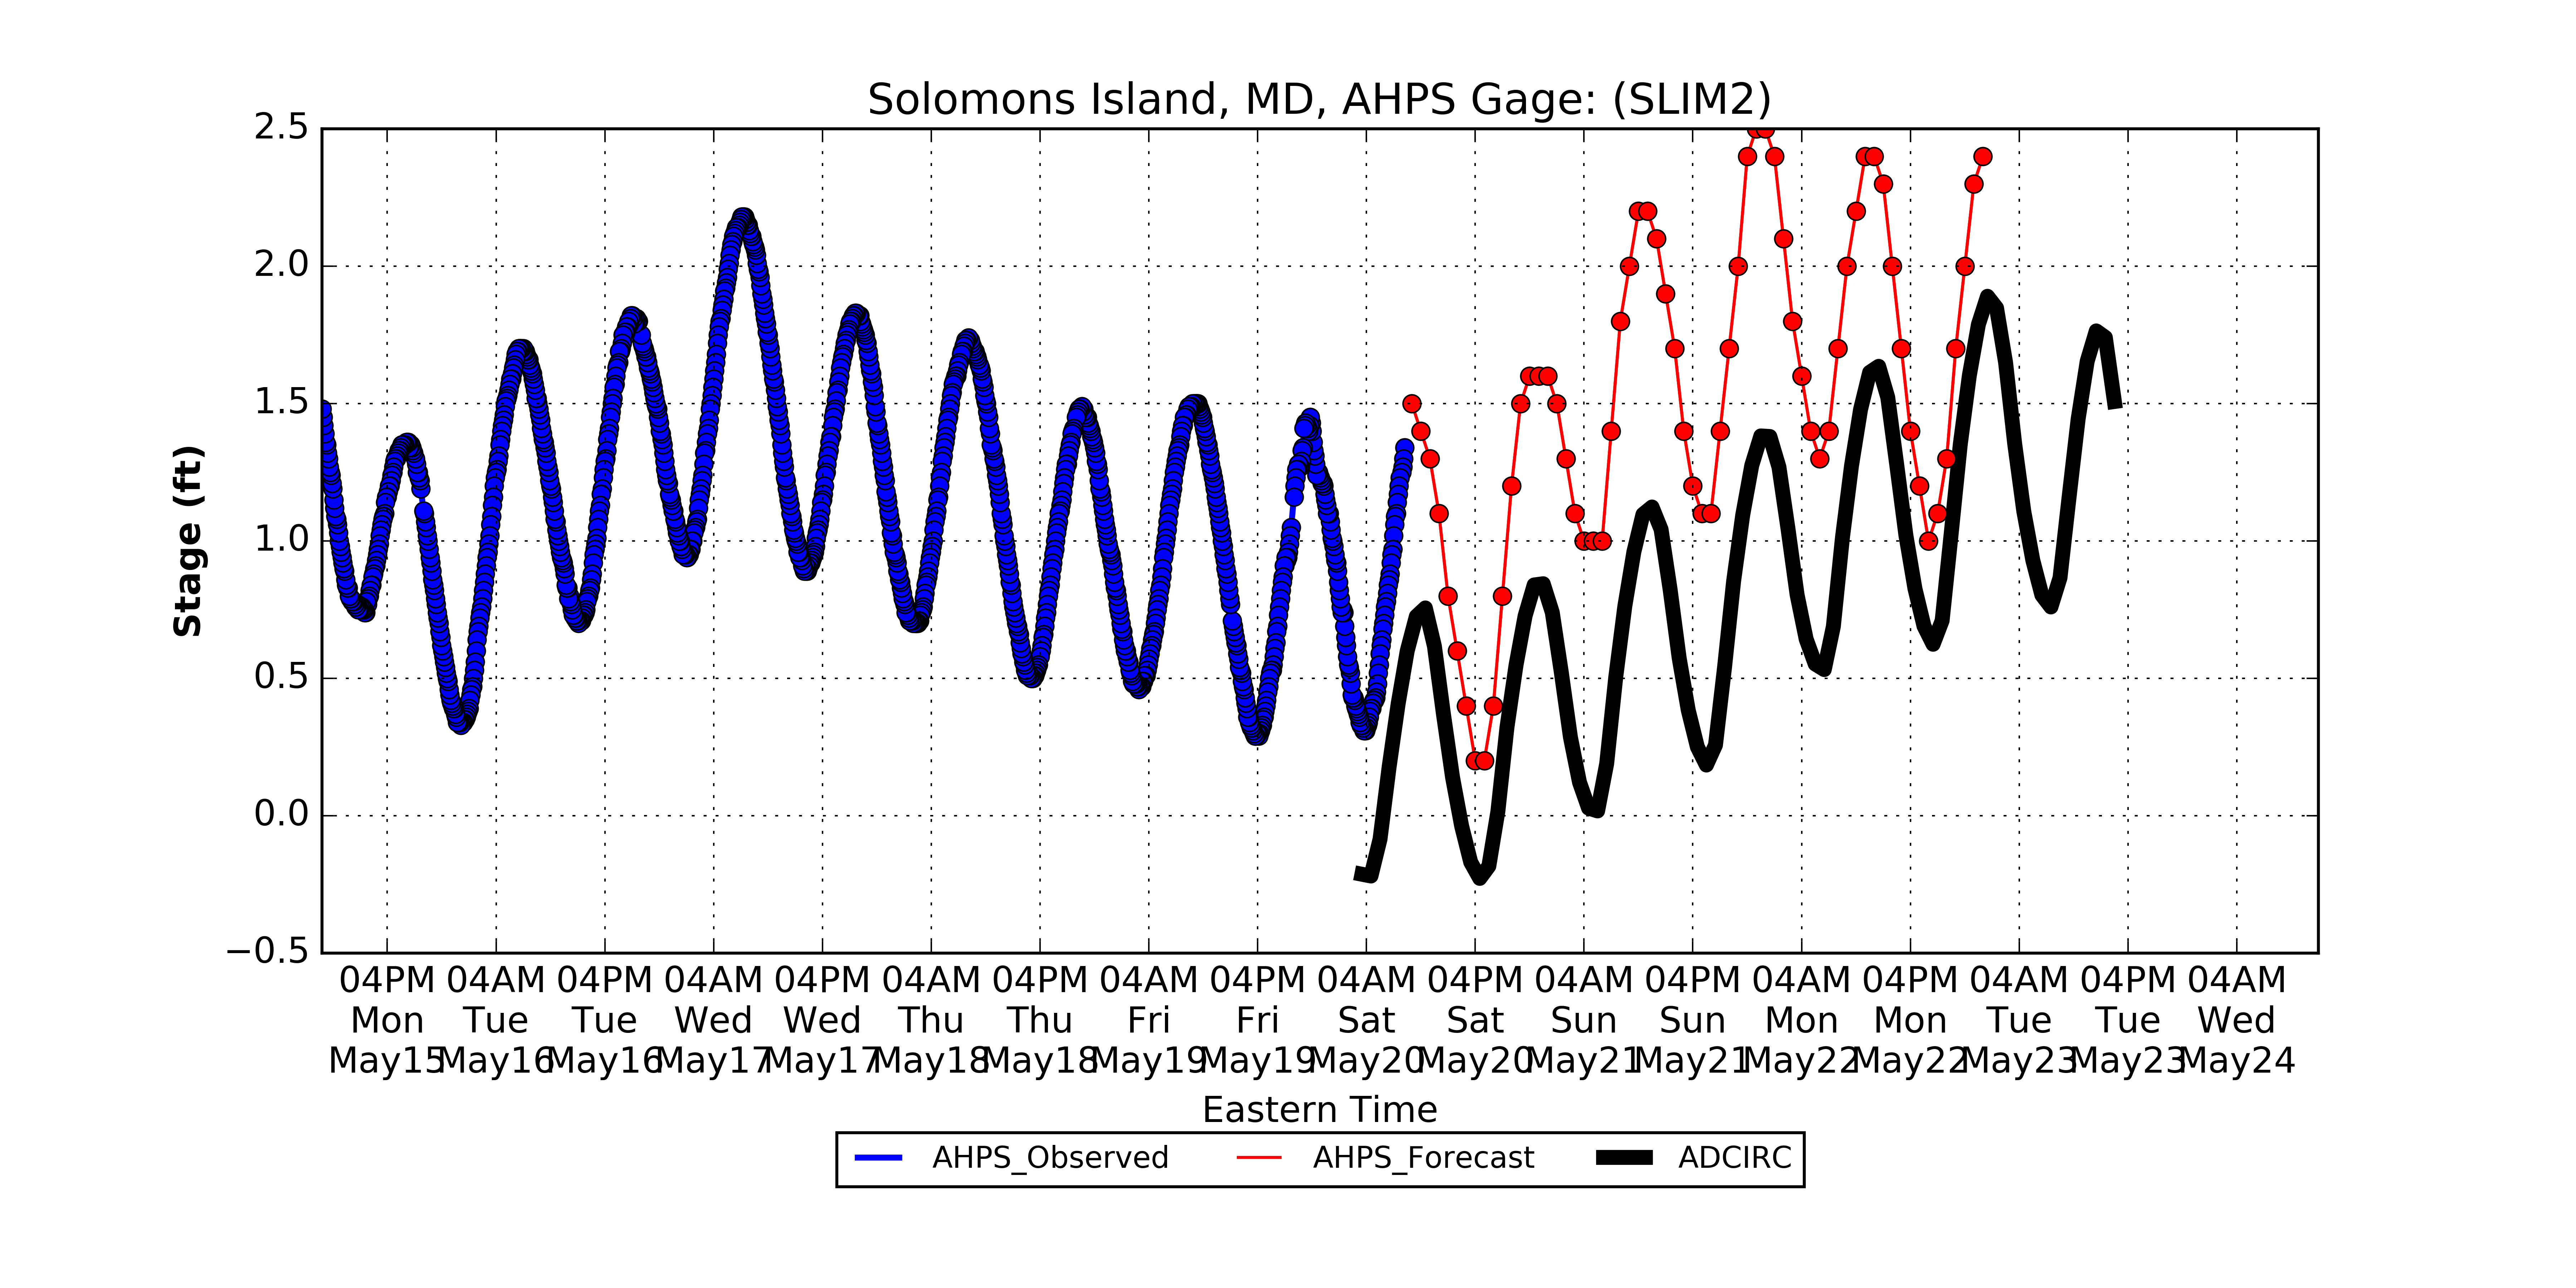 Solomons Island, MD, AHPS Gage: (SLIM2)
2.5
2.0
1.5
1.0
0.5
0.0
−0.5
Stage (ft)
04PM 04AM 04PM 04AM 04PM 04AM 04PM 04AM 04PM 04AM 04PM 04AM 04PM 04AM 04PM 04AM 04PM 04AM
Mon Tue Tue Wed Wed Thu Thu Fri Fri Sat Sat Sun Sun Mon Mon Tue Tue Wed
May15 May16 May16 May17 May17 May18 May18 May19 May19 May20 May20 May21 May21 May22 May22 May23 May23 May24
Eastern Time
AHPS_Observed AHPS_Forecast ADCIRC